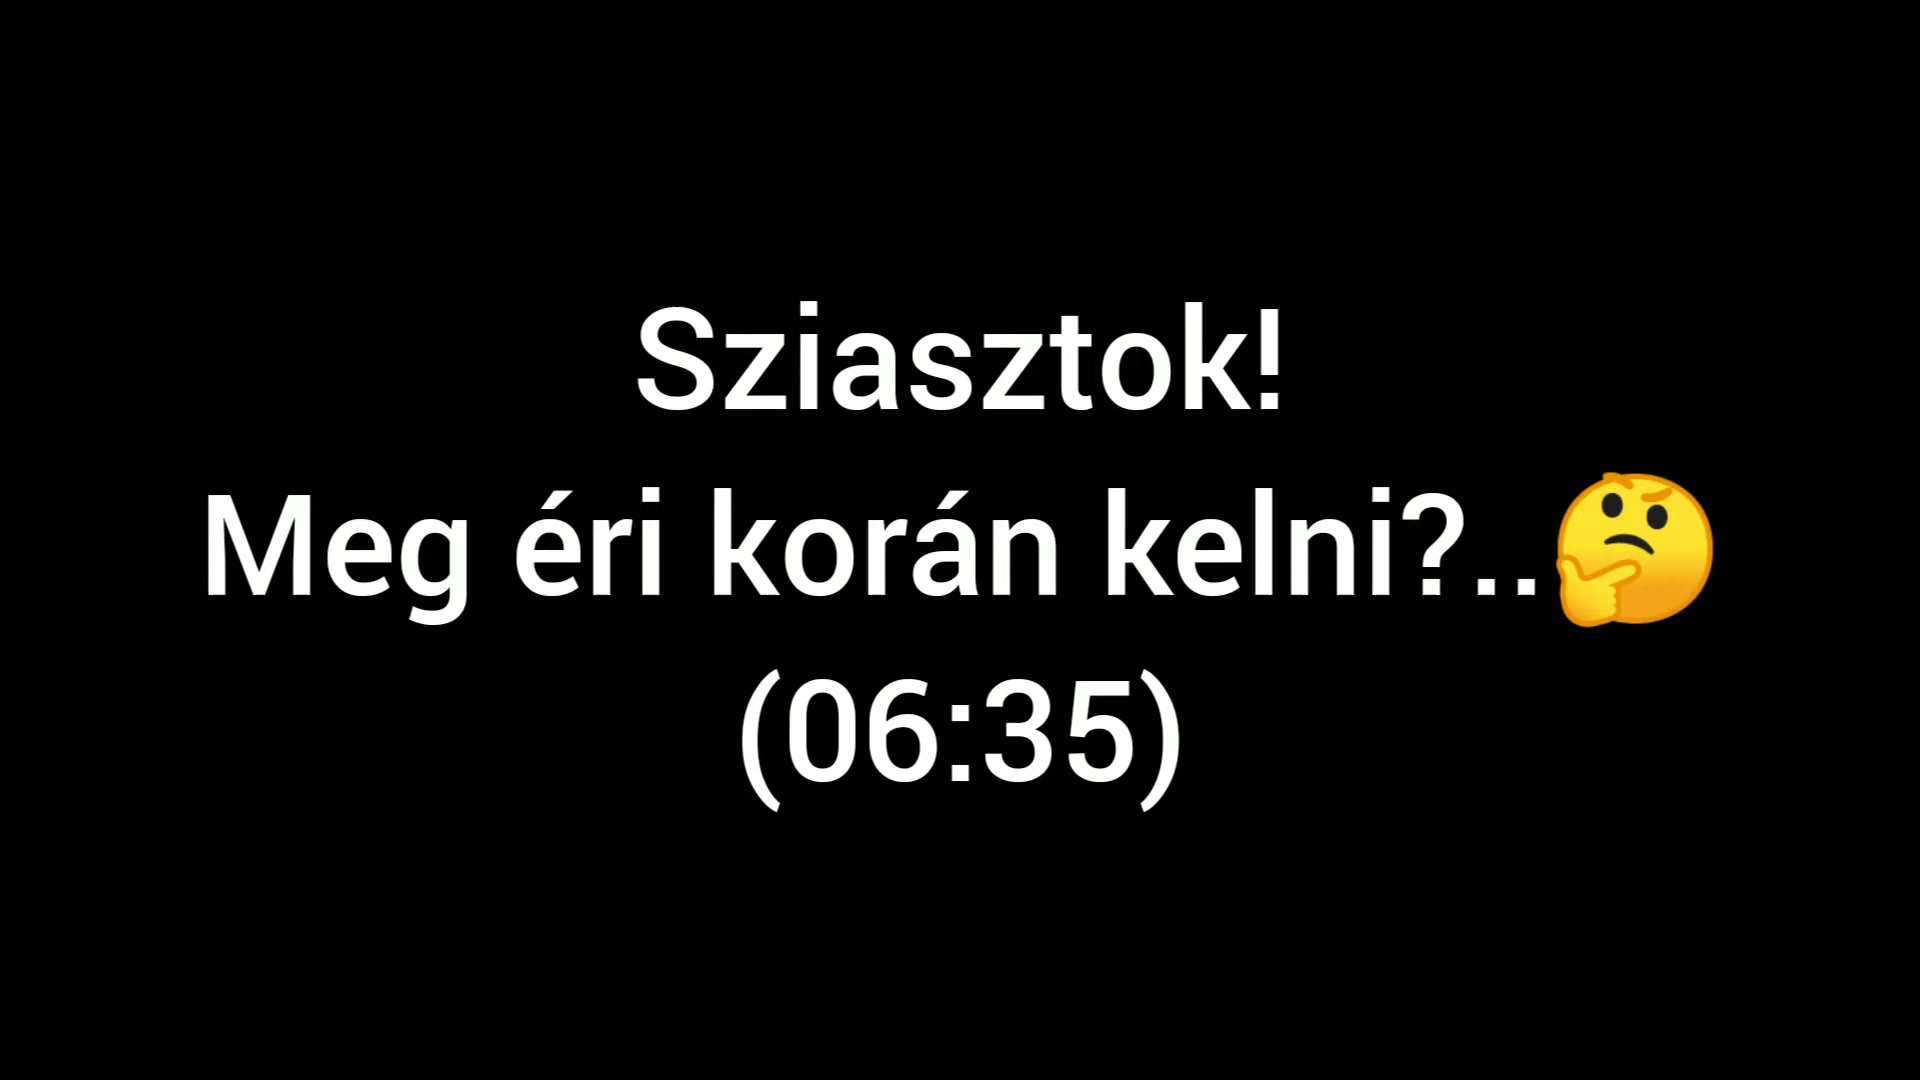 Sziasztok!
Meg éri korán kelni?..🤔
(06:35)